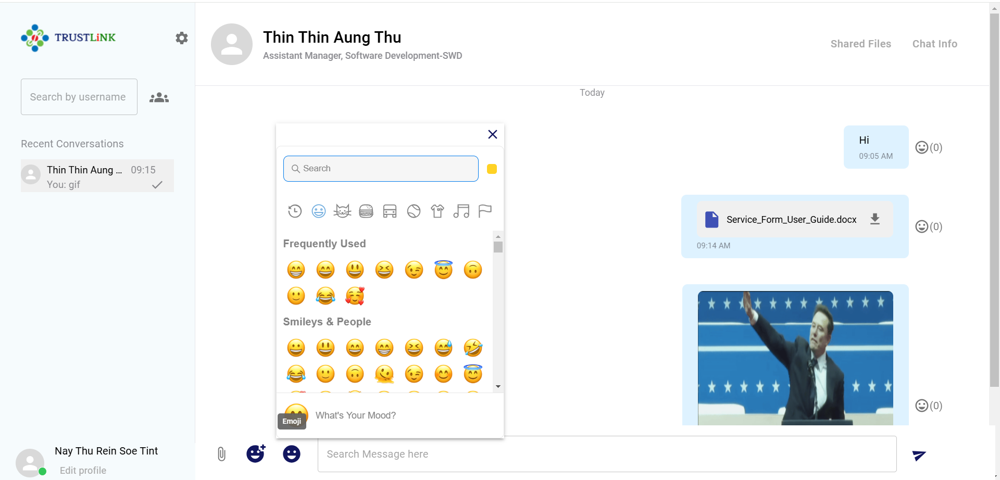 TRUSTLiNK
Search by username
Recent Conversations
Thin Thin Aung ... 09:15
You: gif
Nay Thu Rein Soe Tint
Edit profile
Thin Thin Aung Thu
Assistant Manager, Software Development-SWD
Shared Files
Chat Info
Today
Hi
09:05 AM
(0)
Service_Form_User_Guide.docx
09:14 AM
(0)
(0)
Search
Frequently Used
Smileys & People
What's Your Mood?
Emoji
Search Message here